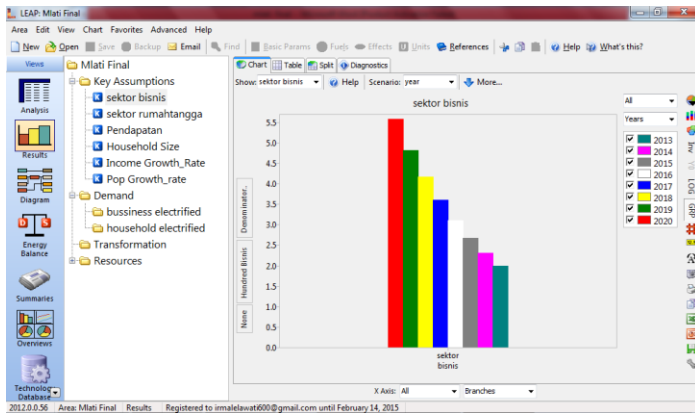 LEAP: Mlati Final
Area Edit View Chart Favorites Advanced Help
New Open Save Backup Email Find Basic Params Fuels Effects Units References Help What's this?
Views
Analysis
Results
Diagram
Energy
Balance
Summaries
Overviews
Technolog
Database
Mlati Final
Key Assumptions
sektor bisnis
sektor rumahtangga
Pendapatan
Household Size
Income Growth_Rate
Pop Growth_rate
Demand
bussiness electrified
household electrified
Transformation
Resources
Chart Table Split Diagnostics
Show: sektor bisnis Help Scenario: year More...
sektor bisnis
5.5
5.0
4.5
4.0
3.5
3.0
2.5
2.0
1.5
1.0
0.5
0.0
Denominator..
Hundred Bisnis
None
sektor
bisnis
X Axis: All Branches
All
Years
2013
2014
2015
2016
2017
2018
2019
2020
Inv
LOG
GRP
2012.0.0.56 Area: Mlati Final Results Registered to irmalelawati600@gmail.com until February 14, 2015